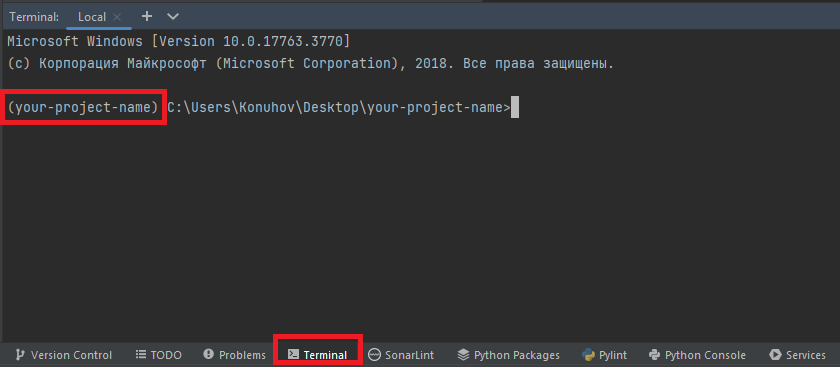 Terminal: Local × + 
Microsoft Windows [Version 10.0.17763.3770]
(c) Корпорация Майкрософт (Microsoft Corporation), 2018. Все права защищены.
(your-project-name) C:\Users\Konuhov\Desktop\your-project-name>
Version Control TODO Problems Terminal SonarLint Python Packages Pylint Python Console Services